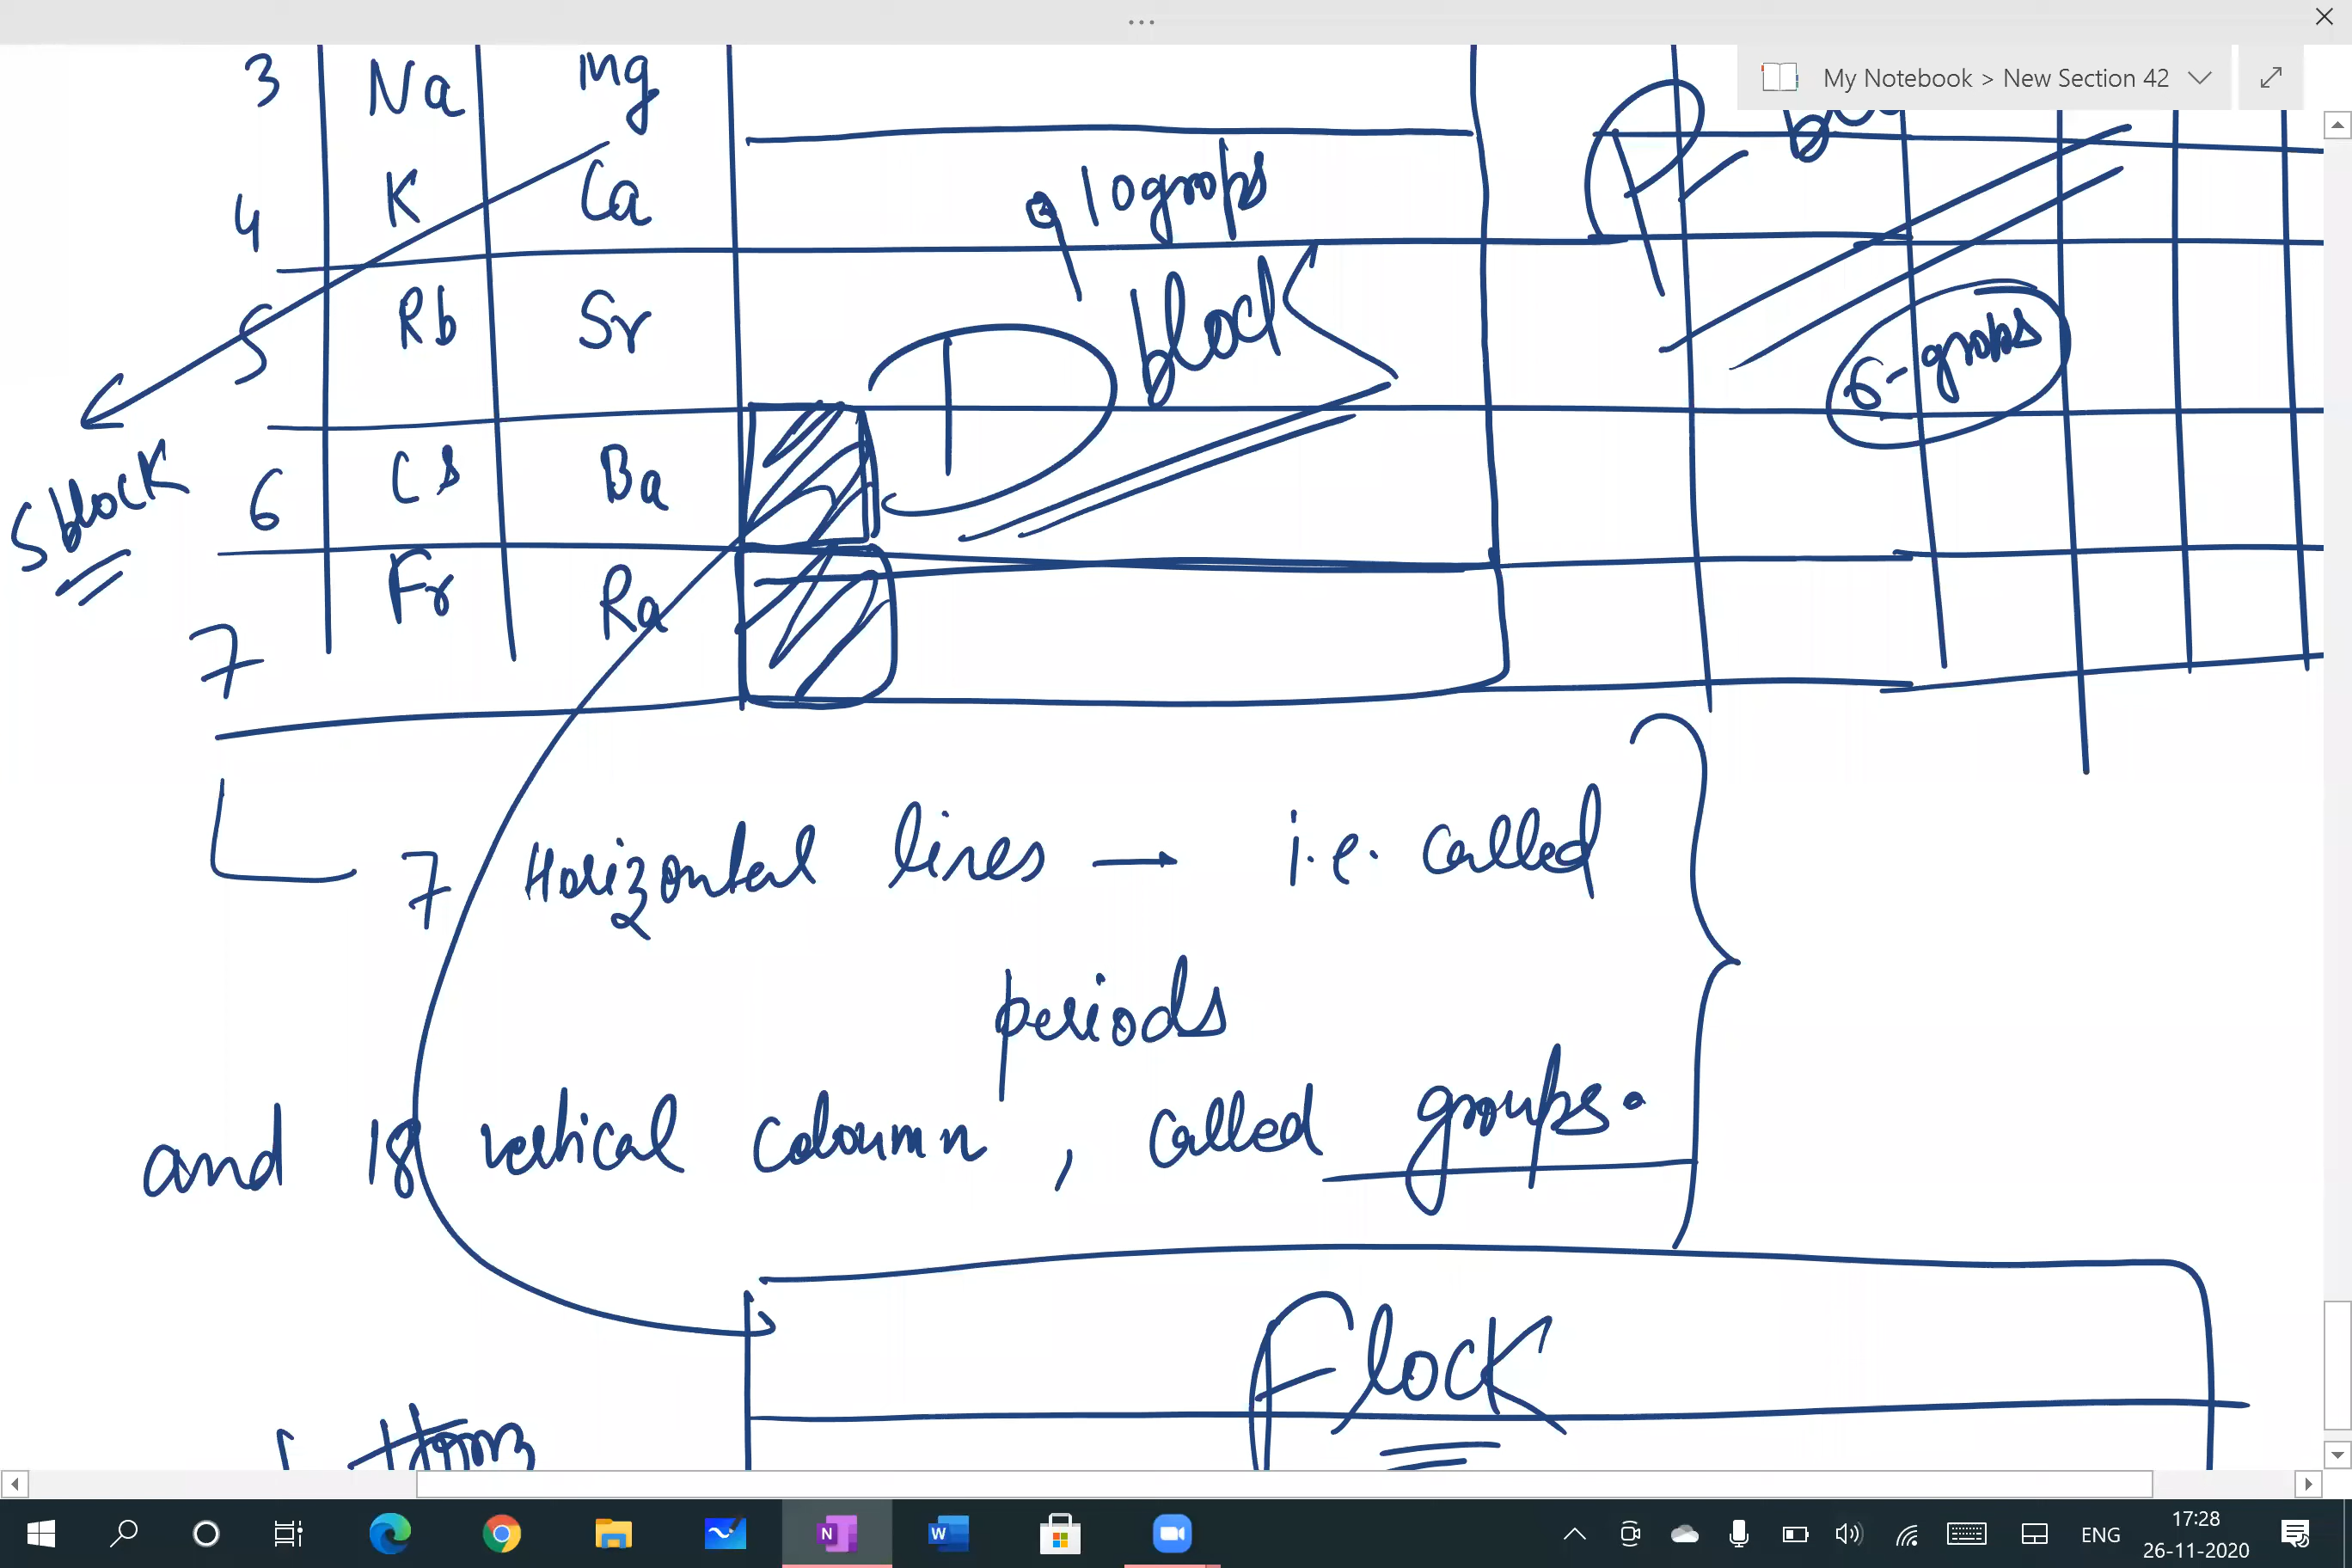 My Notebook > New Section 42
3 Na Mg
4 K Ca 10 groups
5 Rb Sr D block 6- groups
P
S block
6 Cs Ba
7 Fr Ra
7 Horizontal lines → i.e. called
periods
and 18 vertical coloumn, called groups.
F lock
W
N
ENG
17:28
26-11-2020